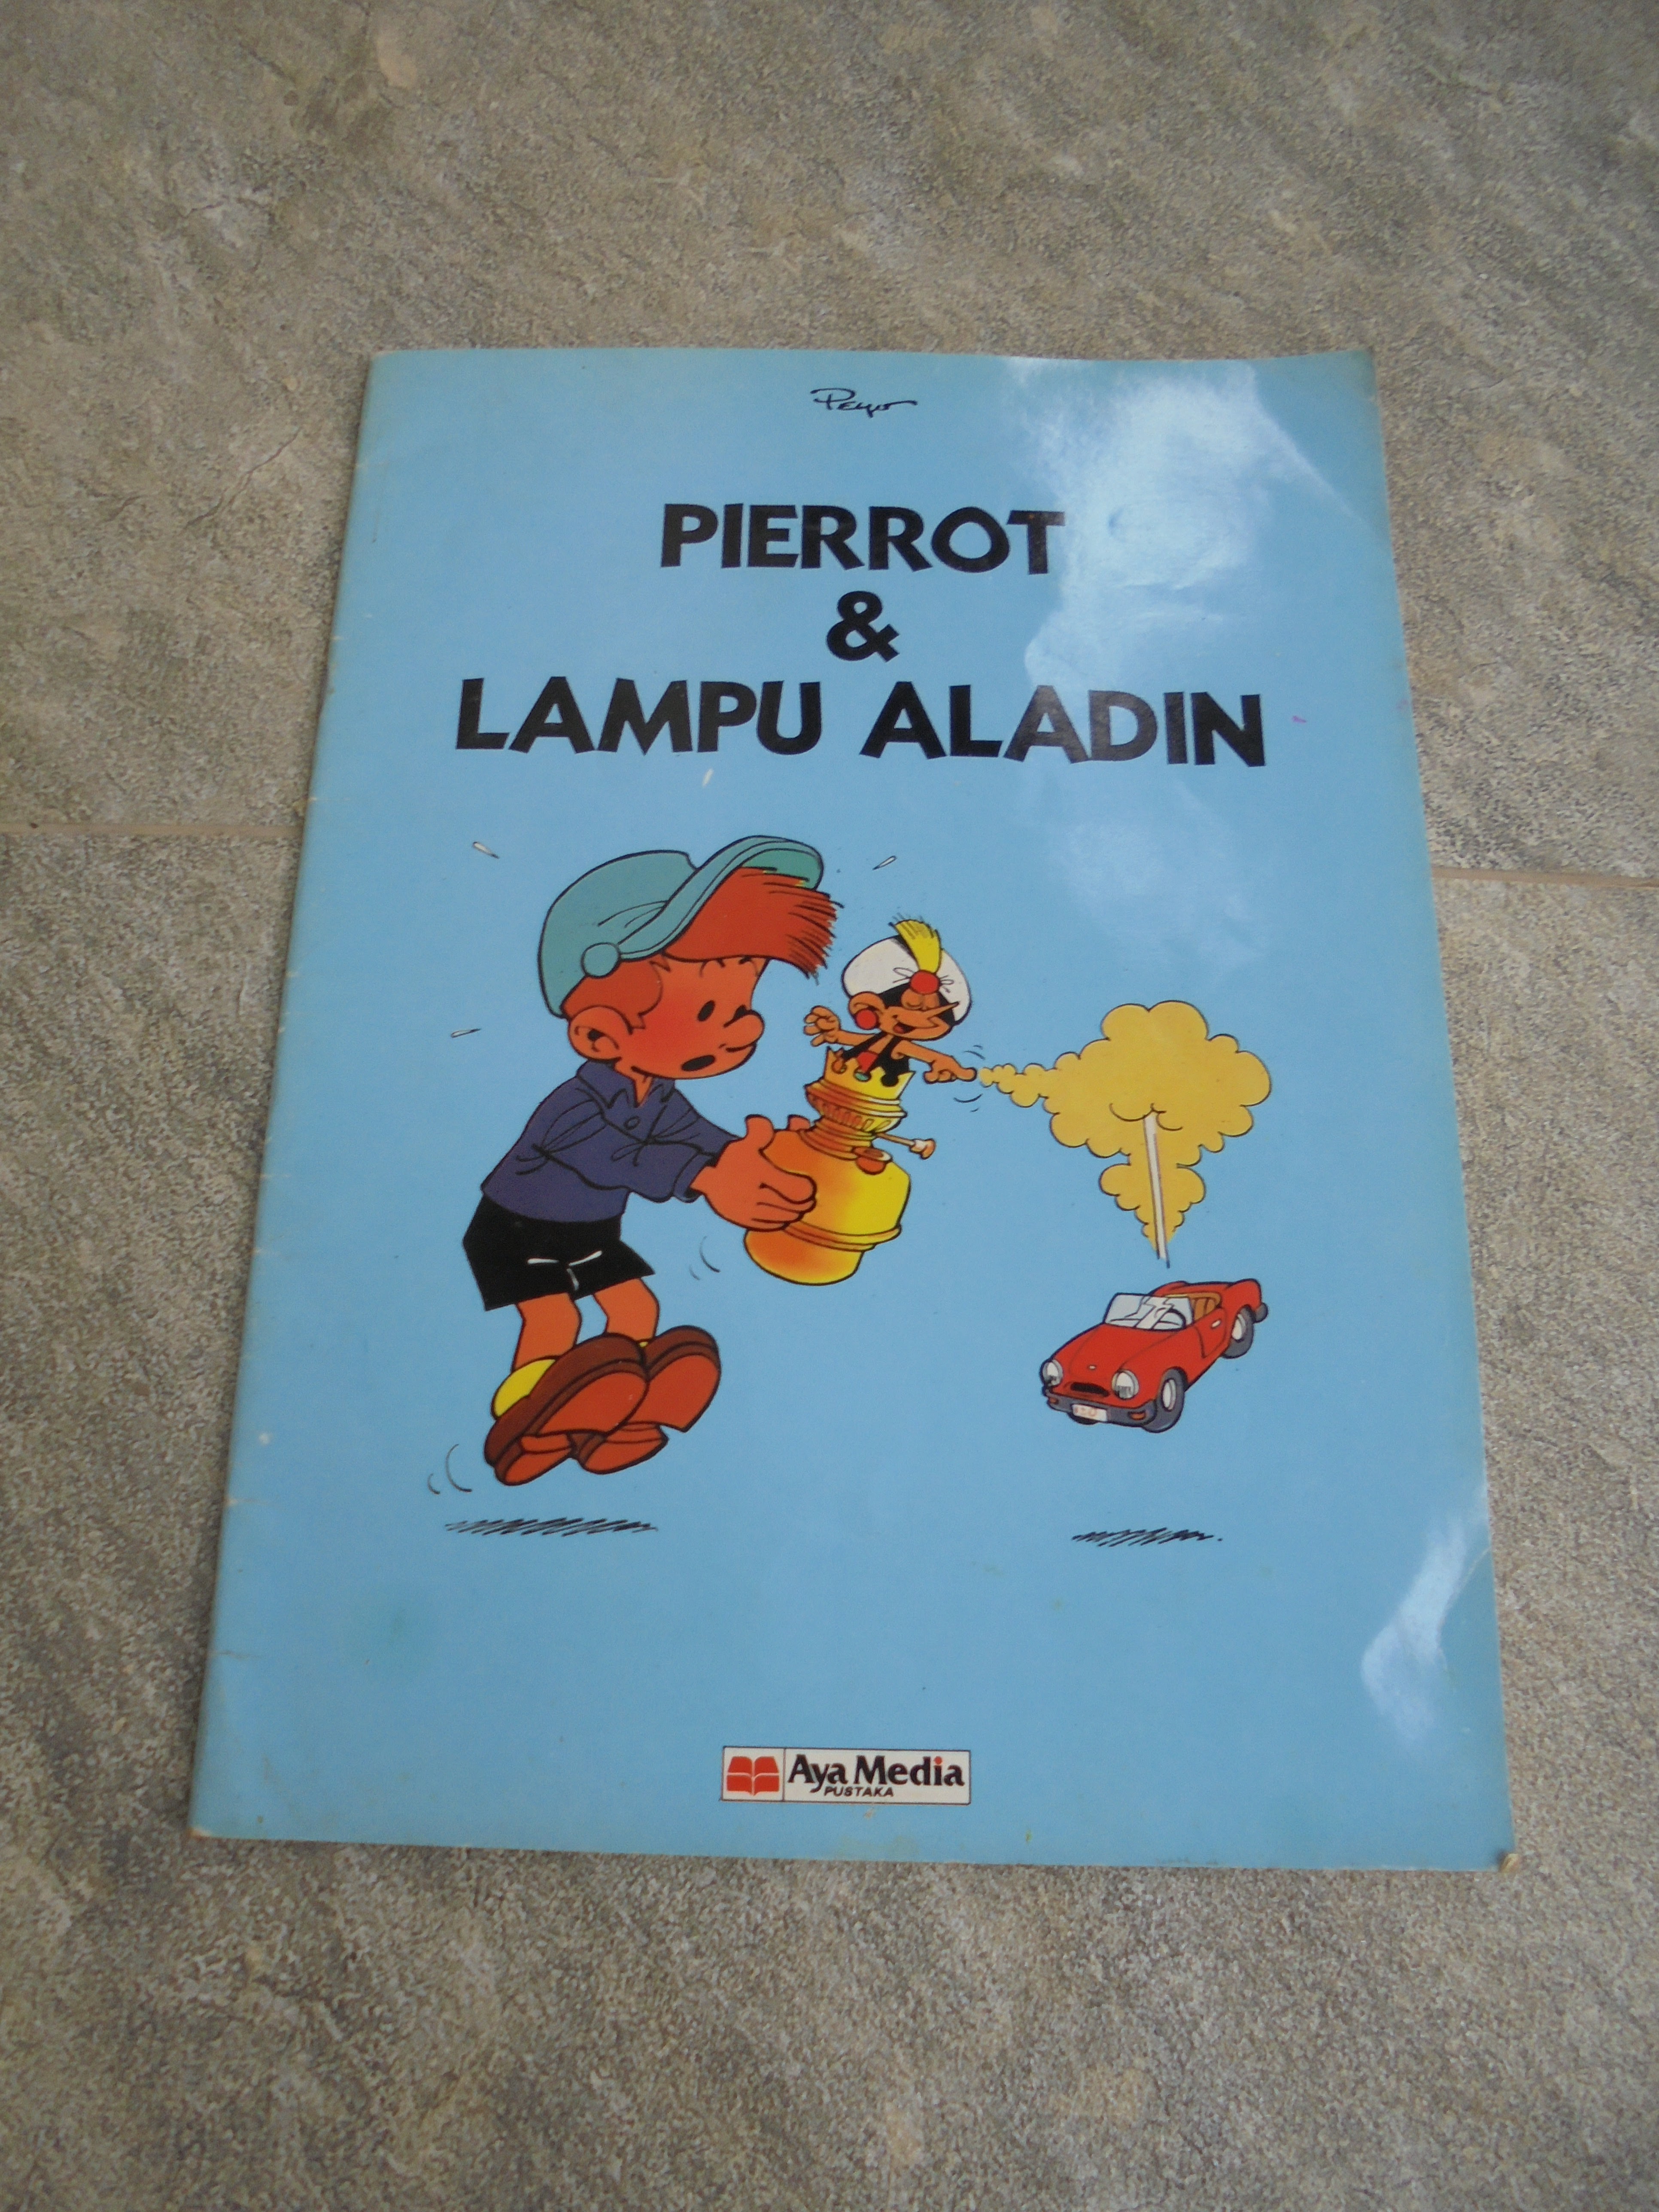 Peyo
PIERROT
&
LAMPU ALADIN
Aya Media
PUSTAKA